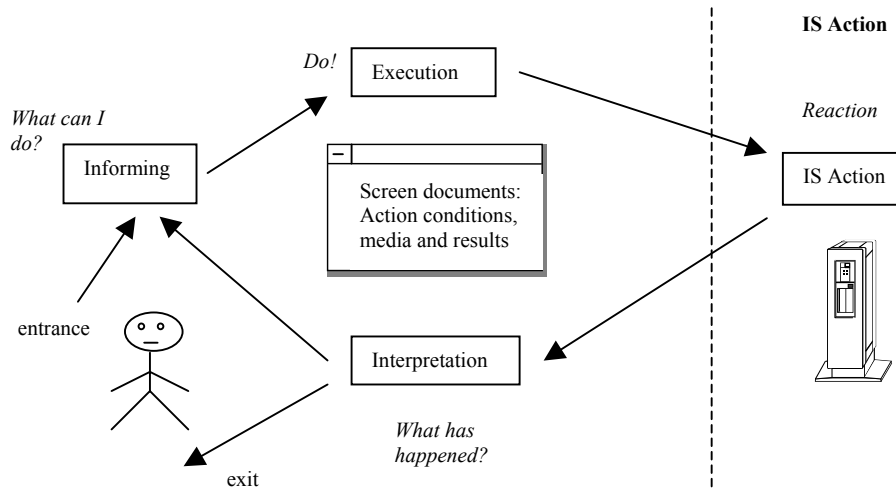 IS Action
Do!
Execution
What can I
do?
Reaction
Informing
IS Action
Screen documents:
Action conditions,
media and results
entrance
Interpretation
What has
happened?
exit